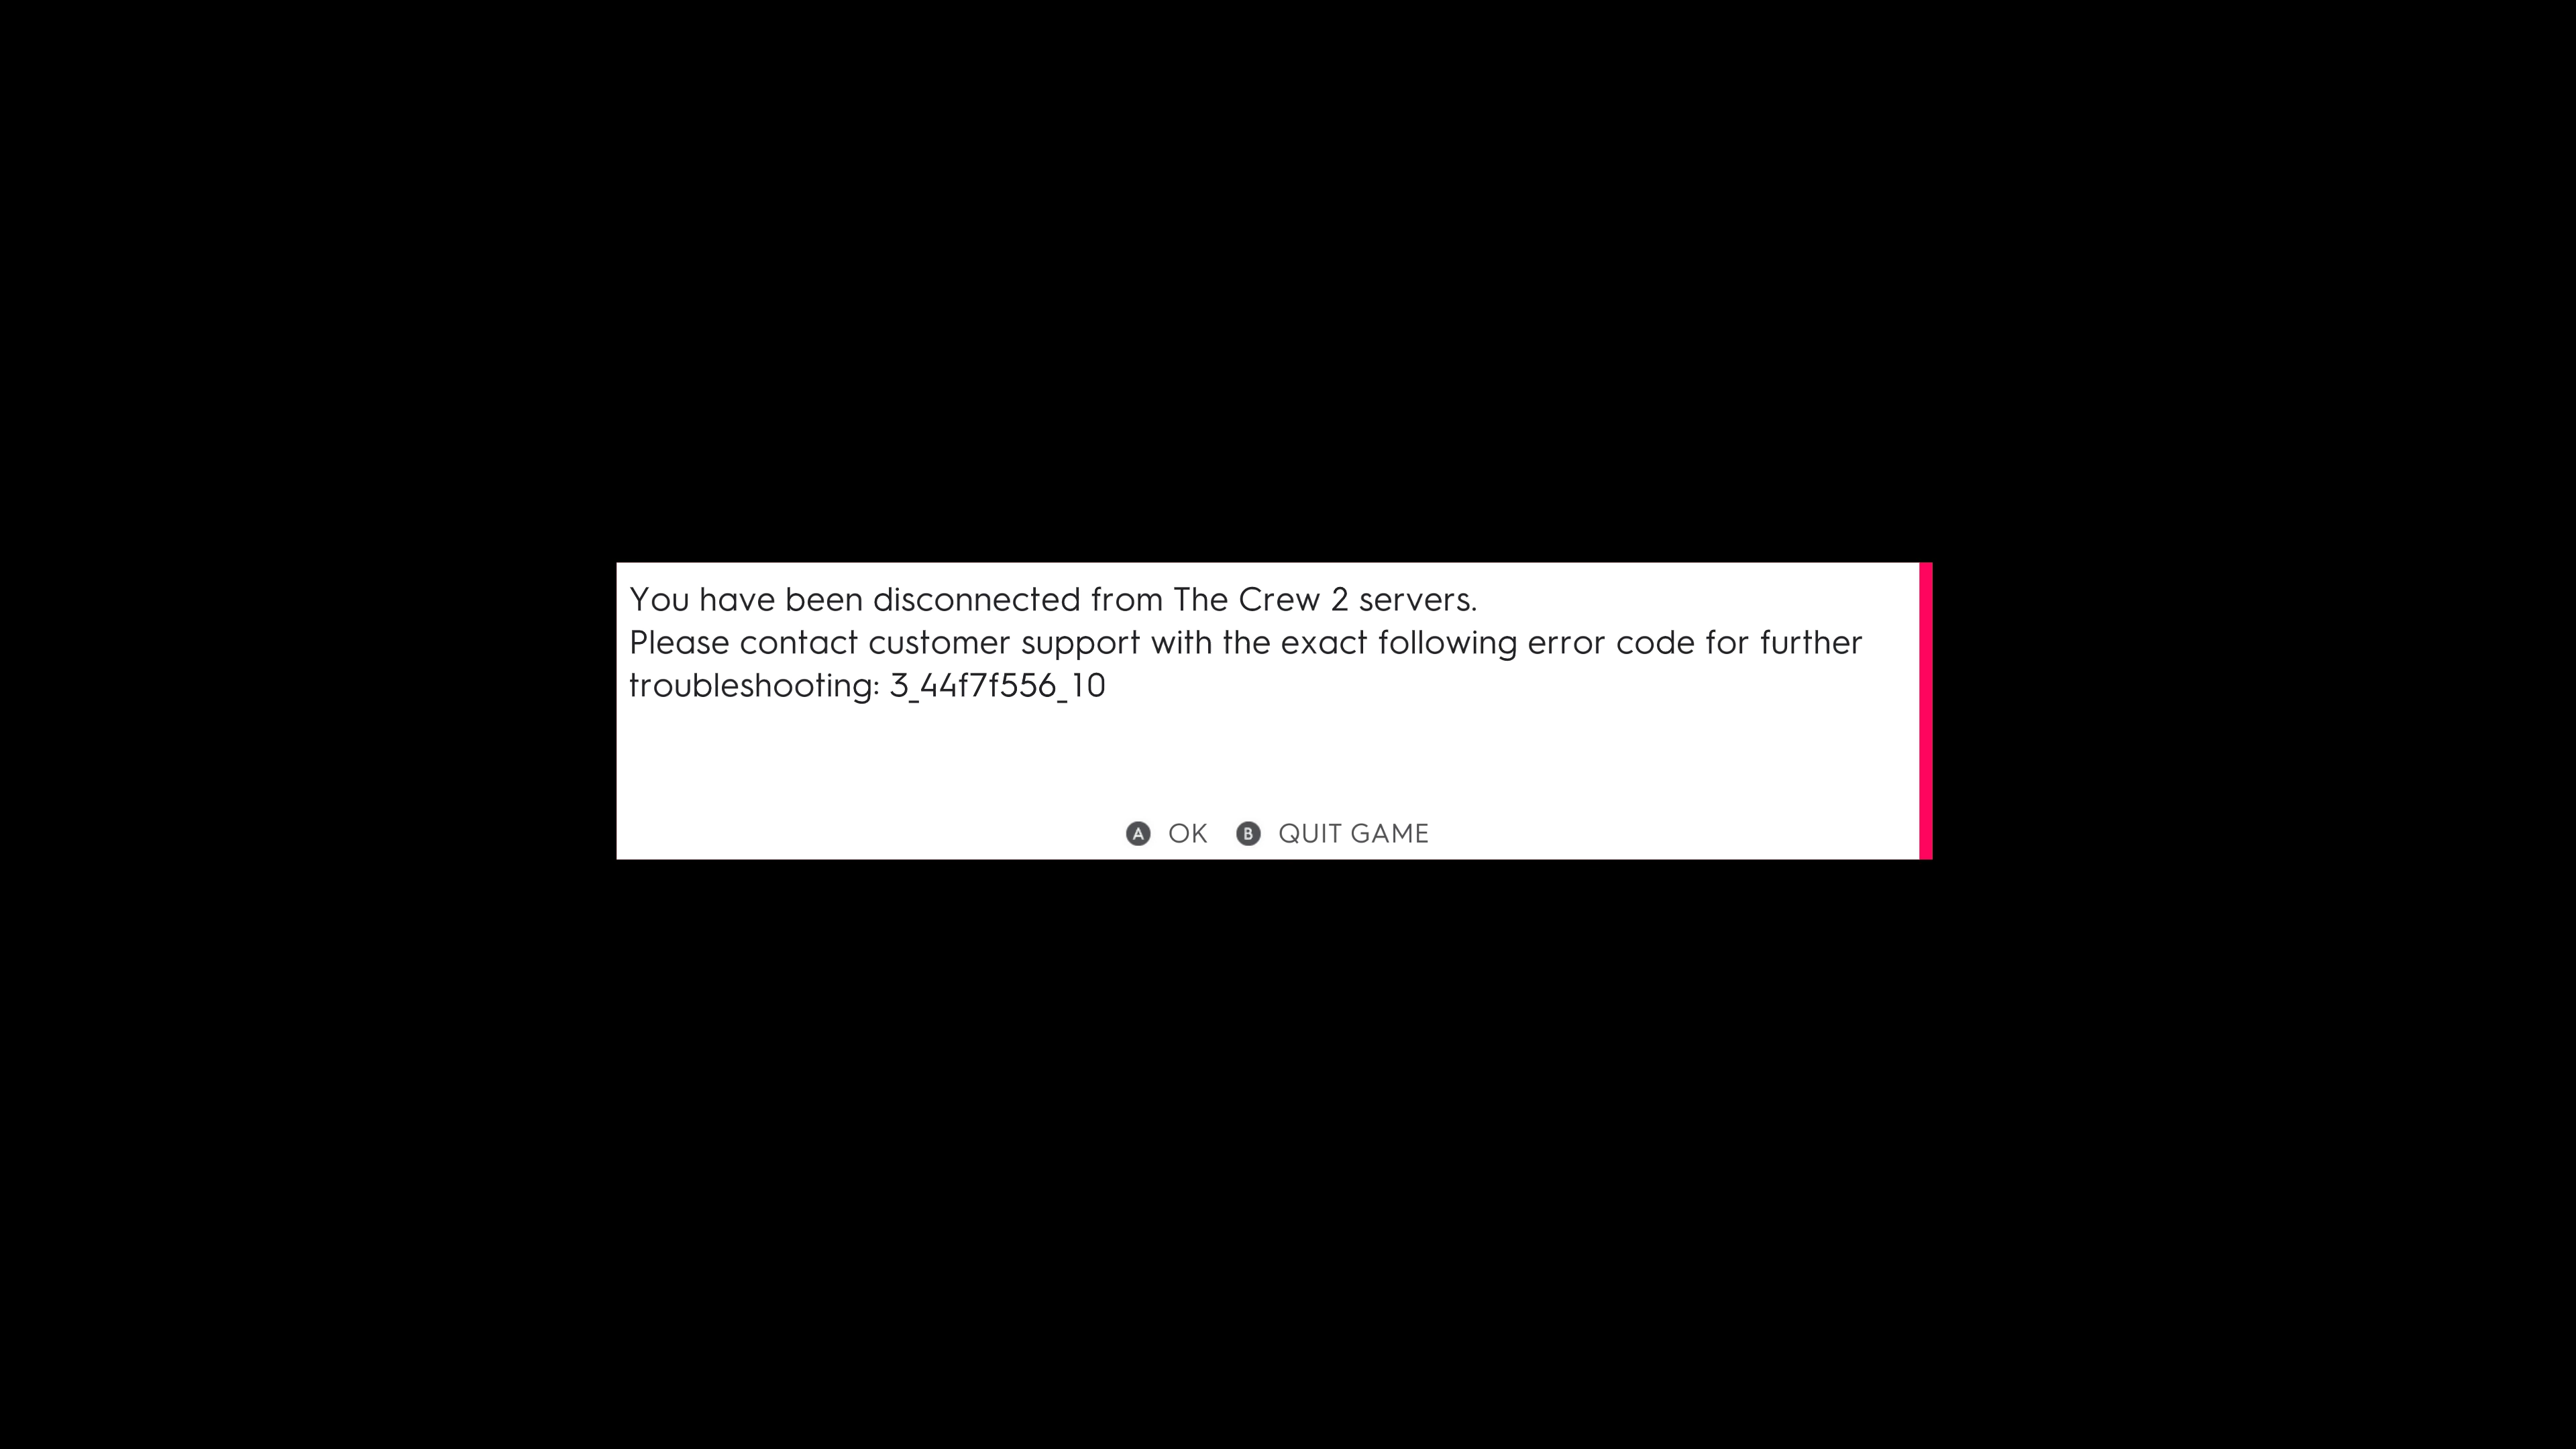 You have been disconnected from The Crew 2 servers.
Please contact customer support with the exact following error code for further
troubleshooting: 3_44f7f556_10
A OK B QUIT GAME